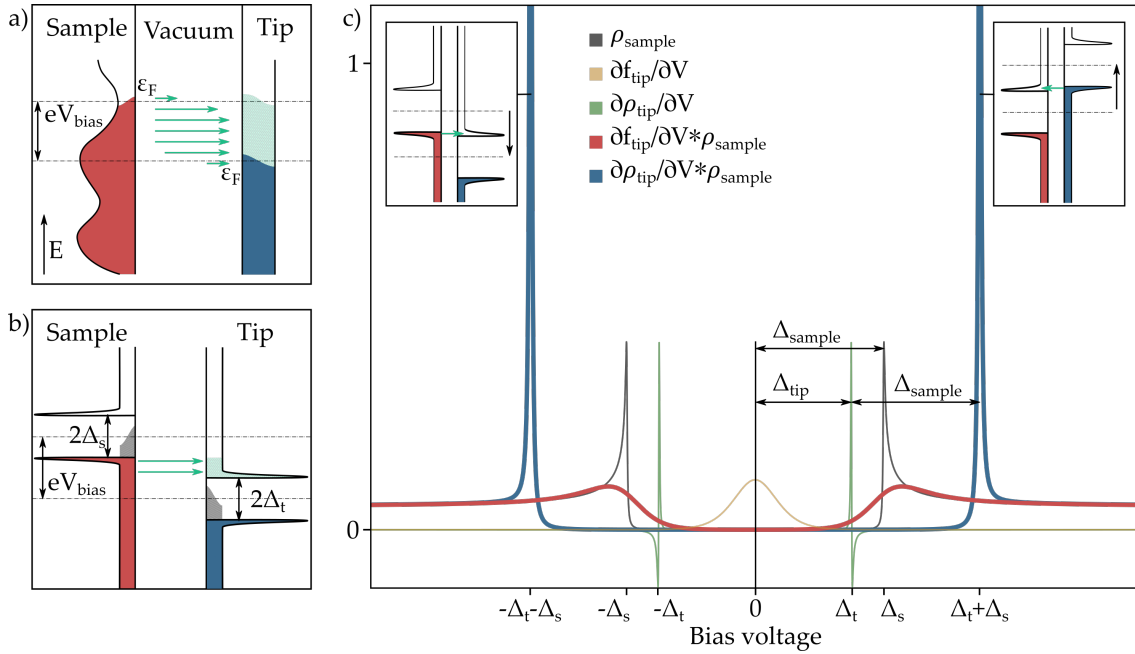 a)
Sample Vacuum Tip
ε_F
eV_bias
ε_F
E
b)
Sample Tip
2Δ_s
eV_bias
2Δ_t
c)
ρ_sample
∂f_tip/∂V
∂ρ_tip/∂V
∂f_tip/∂V*ρ_sample
∂ρ_tip/∂V*ρ_sample
1
Δ_sample
Δ_tip Δ_sample
0
-Δ_t-Δ_s -Δ_s -Δ_t 0 Δ_t Δ_s Δ_t+Δ_s
Bias voltage